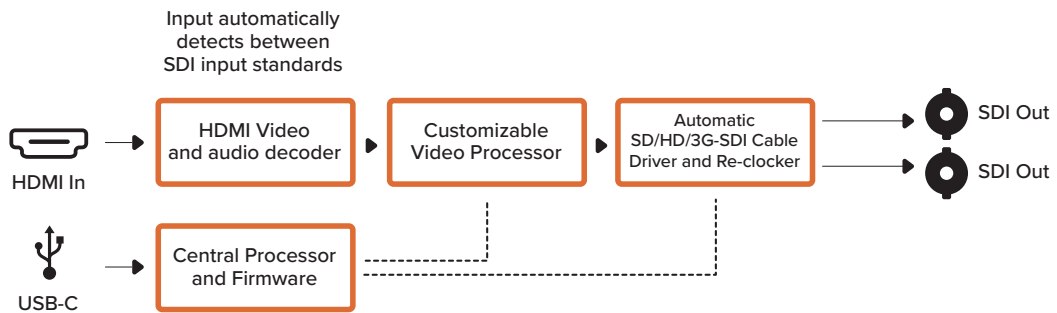 Input automatically
detects between
SDI input standards
HDMI In
HDMI Video
and audio decoder
Customizable
Video Processor
Automatic
SD/HD/3G-SDI Cable
Driver and Re-clocker
SDI Out
SDI Out
USB-C
Central Processor
and Firmware